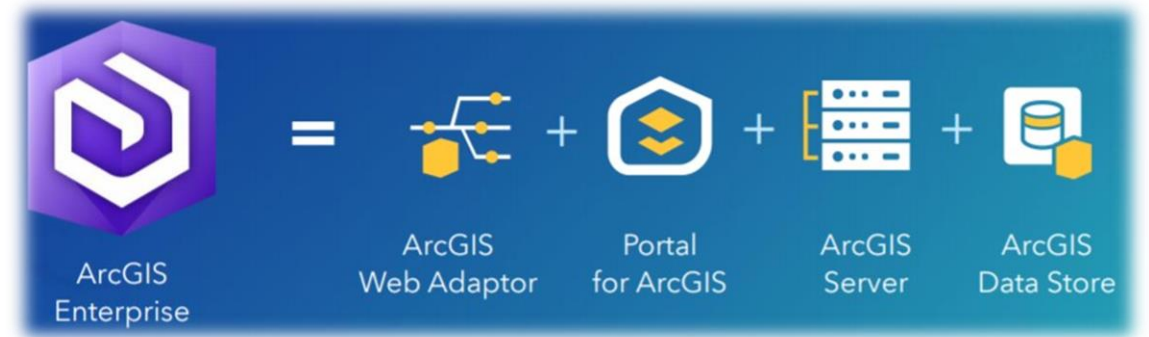 ArcGIS
Enterprise
=
ArcGIS
Web Adaptor
+
Portal
for ArcGIS
+
ArcGIS
Server
+
ArcGIS
Data Store